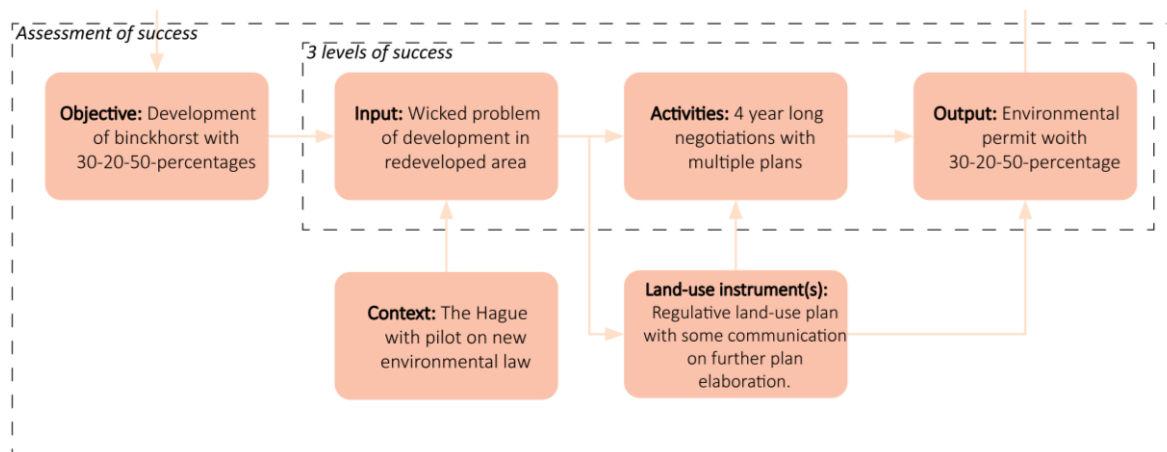 Assessment of success
3 levels of success
Objective: Development
of binckhorst with
30-20-50-percentages
Input: Wicked problem
of development in
redeveloped area
Activities: 4 year long
negotiations with
multiple plans
Output: Environmental
permit woith
30-20-50-percentage
Context: The Hague
with pilot on new
environmental law
Land-use instrument(s):
Regulative land-use plan
with some communication
on further plan
elaboration.